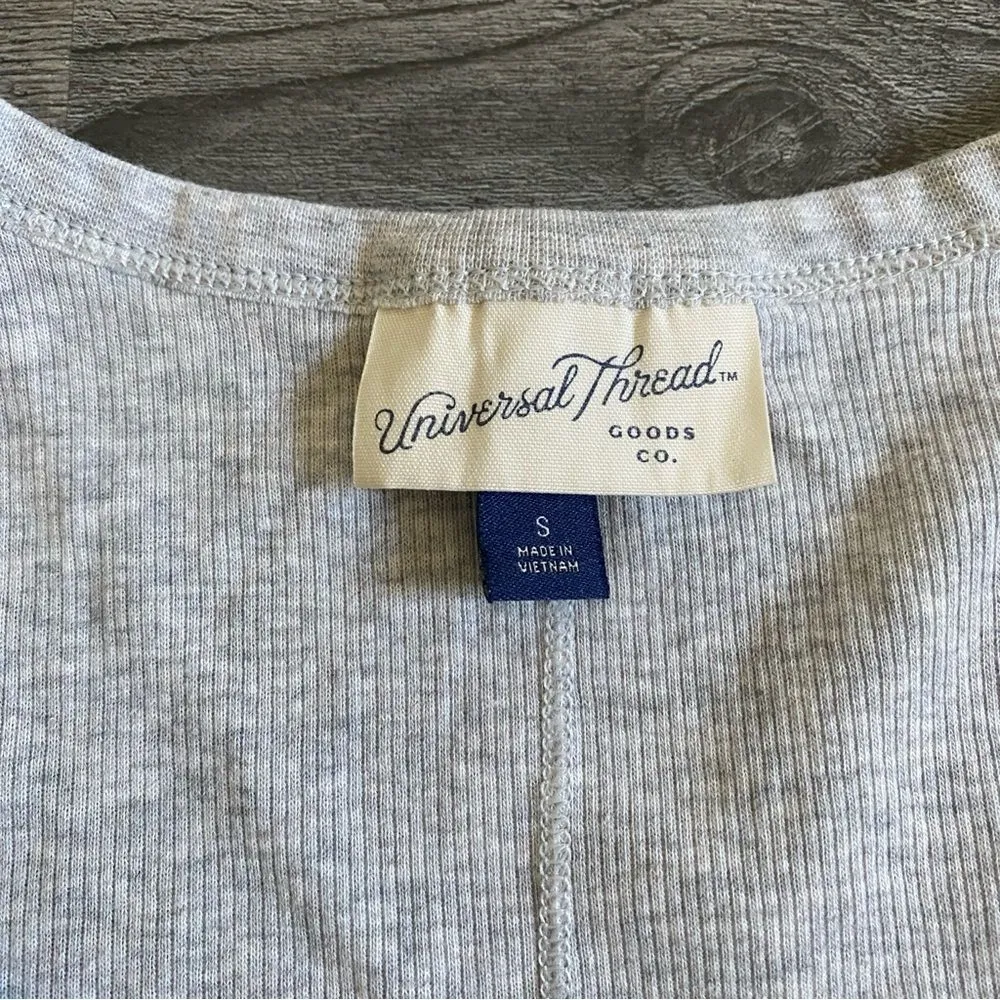 Universal Thread™
GOODS
CO.
S
MADE IN
VIETNAM